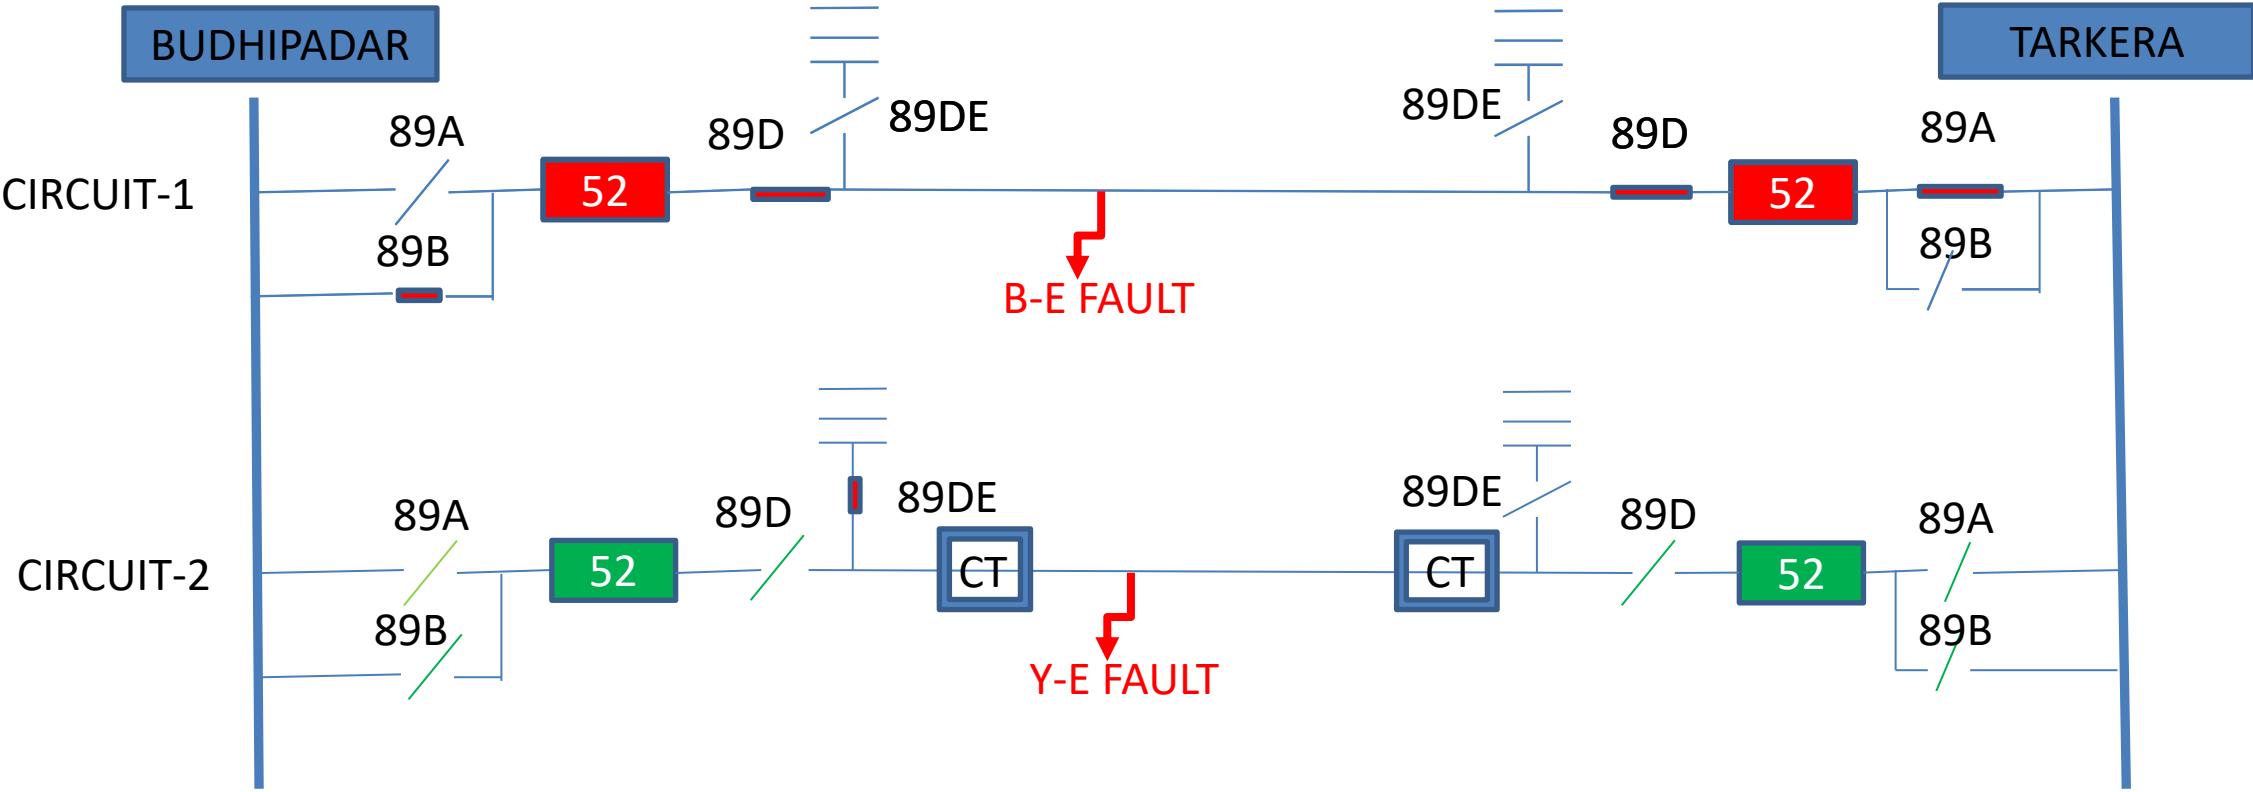 BUDHIPADAR
TARKERA
89A
89D
89DE
89DE
89D
89A
CIRCUIT-1
52
52
89B
89B
B-E FAULT
89A
89D
89DE
89DE
89D
89A
CIRCUIT-2
52
CT
CT
52
89B
89B
Y-E FAULT